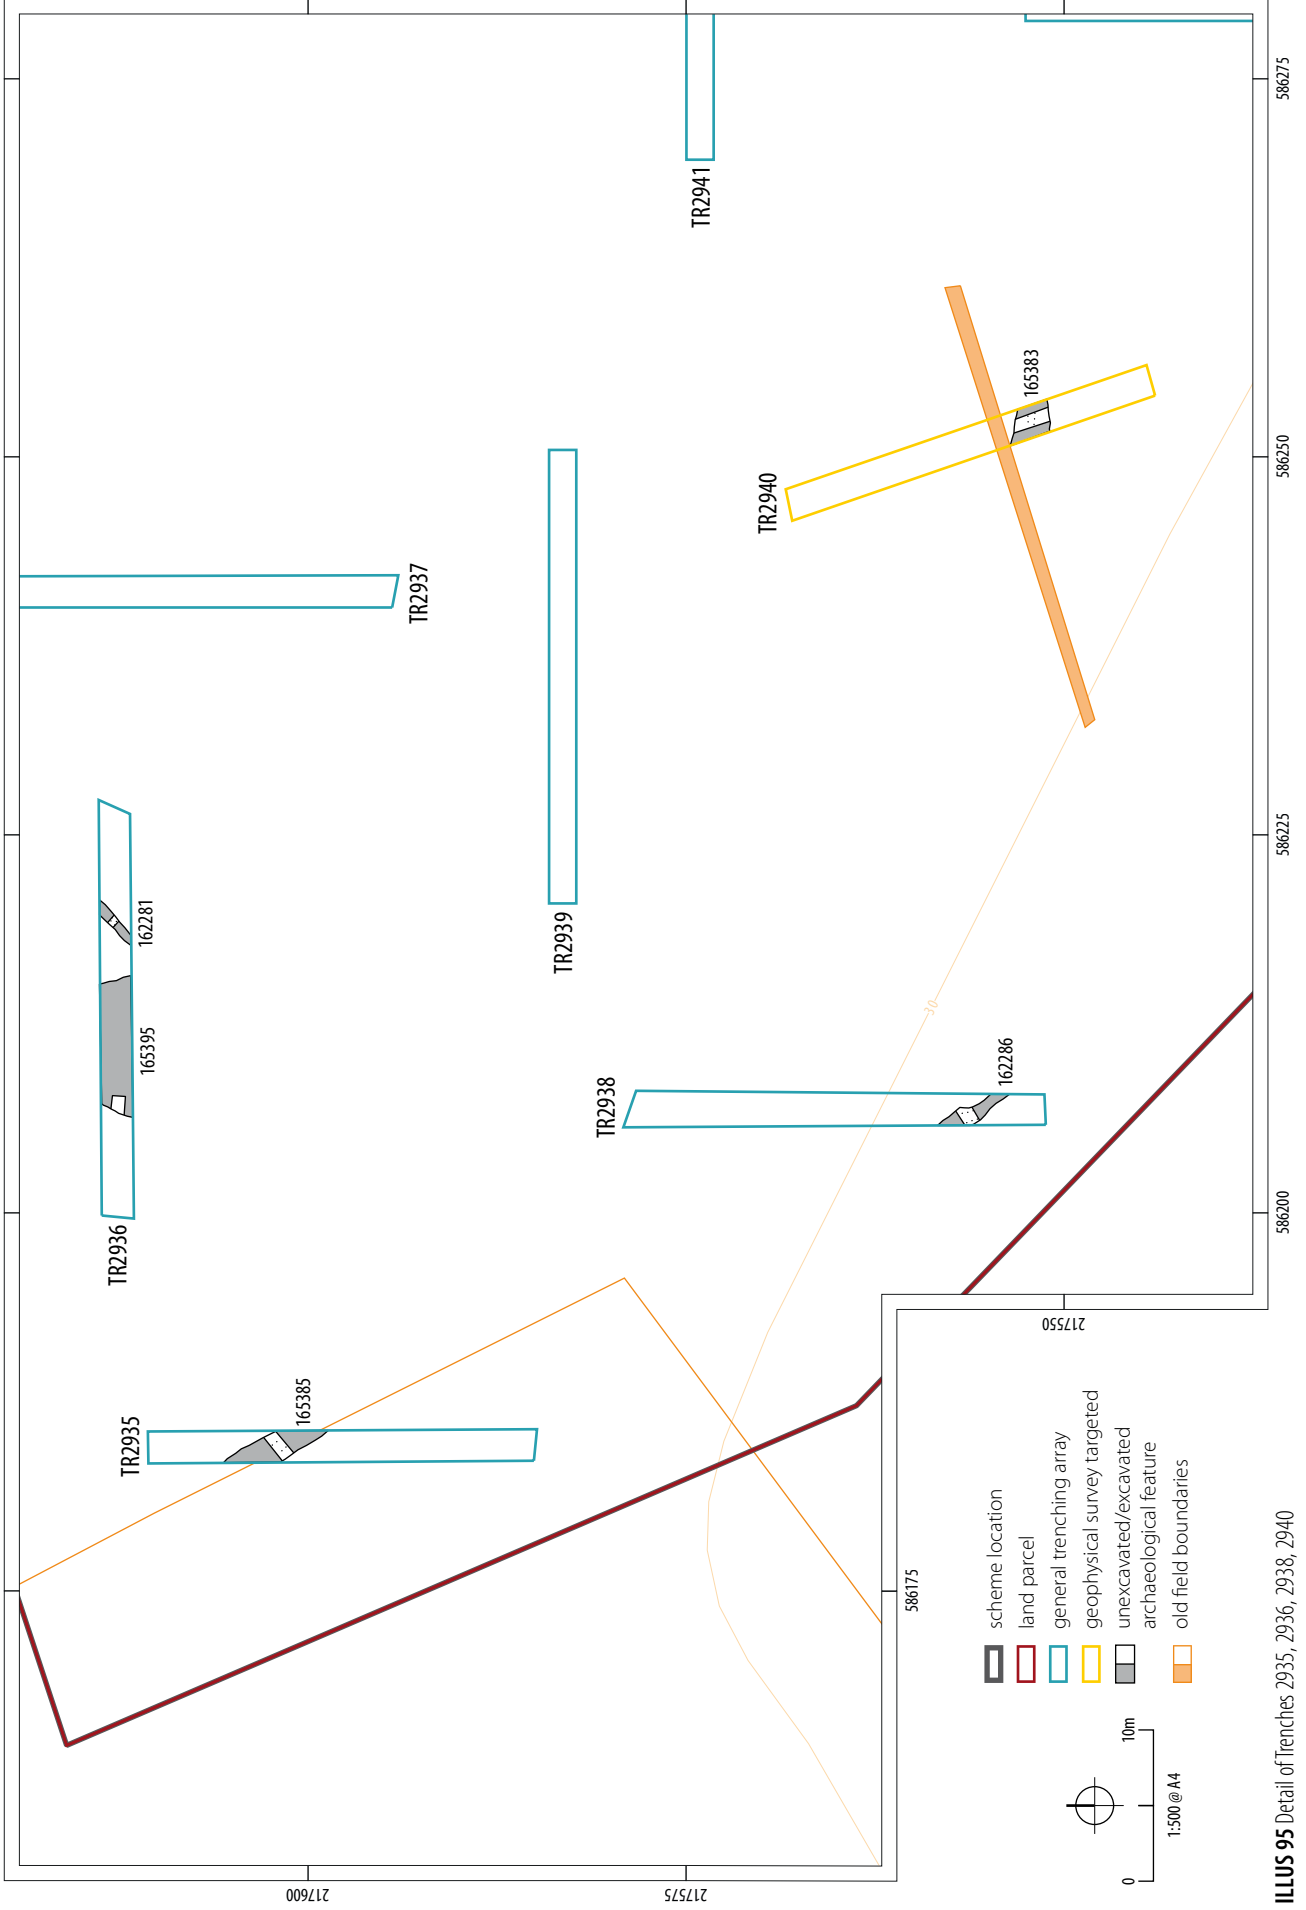 TR2935
165385
TR2936
165395
162281
TR2937
TR2938
162286
TR2939
TR2940
165383
TR2941
30
217600
217575
217550
586175
586200
586225
586250
586275
0
10m
1:500 @ A4
scheme location
land parcel
general trenching array
geophysical survey targeted
unexcavated/excavated
archaeological feature
old field boundaries
ILLUS 95 Detail of Trenches 2935, 2936, 2938, 2940